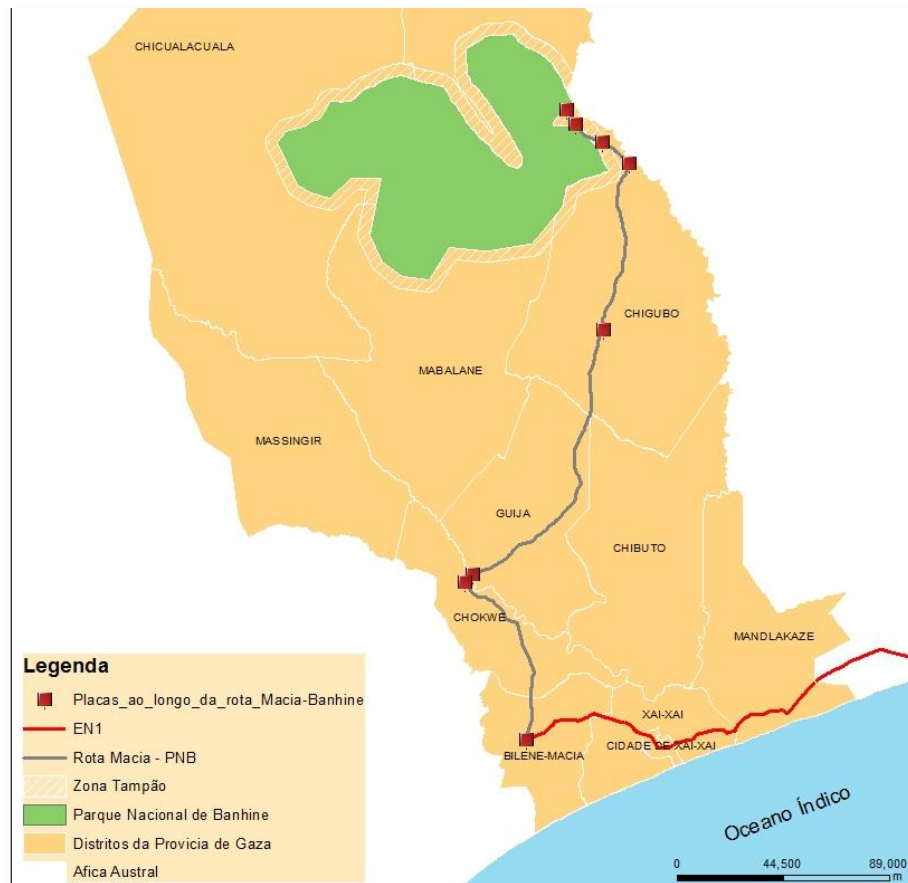 CHICUALACUALA
CHIGUBO
MABALANE
MASSINGIR
GUIJA
CHIBUTO
CHOKWE
MANDLAKAZE
XAI-XAI
CIDADE DE XAI-XAI
BILENE-MACIA
Oceano Índico
0 44,500 89,000
m
Legenda
Placas_ao_longo_da_rota_Macia-Banhine
EN1
Rota Macia - PNB
Zona Tampão
Parque Nacional de Banhine
Distritos da Provicia de Gaza
Afica Austral